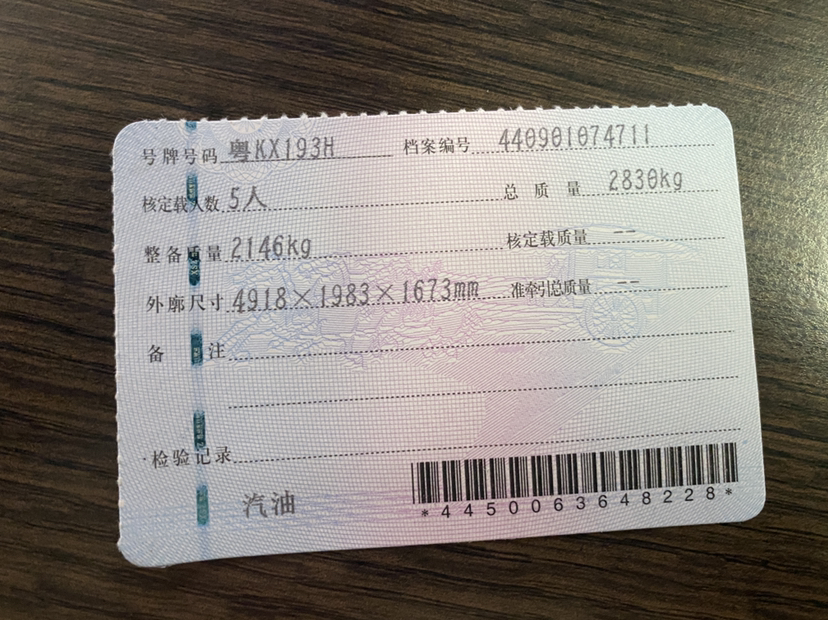 号牌号码 粤KX193H 档案编号 440901074711
核定载人数 5人 总质量 2830kg
整备质量 2146kg 核定载质量 --
外廓尺寸 4918×1983×1673mm 准牵引总质量 --
备注
检验记录
汽油
*4450063648228*